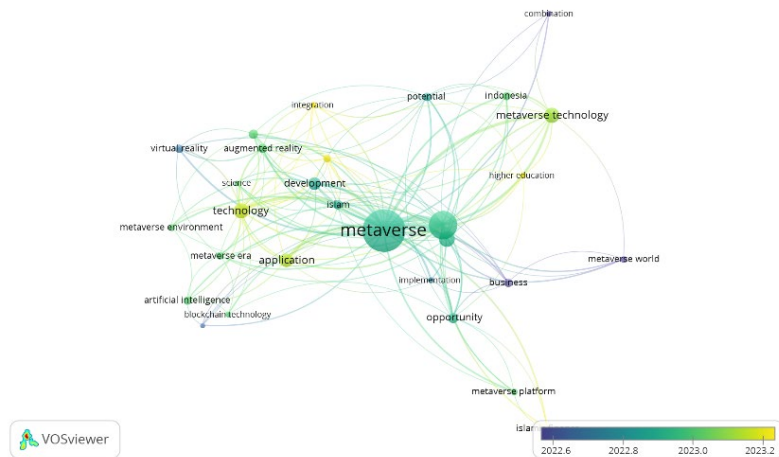 combination
integration
potential
indonesia
metaverse technology
virtual reality
augmented reality
higher education
science
development
technology
islam
metaverse environment
metaverse
metaverse era
application
metaverse world
implementation
business
artificial intelligence
blockchain technology
opportunity
metaverse platform
VOSviewer
2022.6 2022.8 2023.0 2023.2